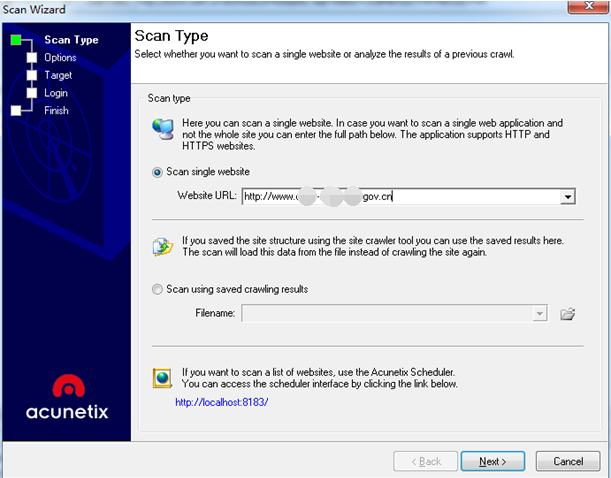 Scan Wizard
Scan Type
Options
Target
Login
Finish
Scan Type
Select whether you want to scan a single website or analyze the results of a previous crawl.
Scan type
Here you can scan a single website. In case you want to scan a single web application and
not the whole site you can enter the full path below. The application supports HTTP and
HTTPS websites.
Scan single website
Website URL: http://www. gov.cn
If you saved the site structure using the site crawler tool you can use the saved results here.
The scan will load this data from the file instead of crawling the site again.
Scan using saved crawling results
Filename:
If you want to scan a list of websites, use the Acunetix Scheduler.
You can access the scheduler interface by clicking the link below.
http://localhost:8183/
acunetix
< Back
Next >
Cancel